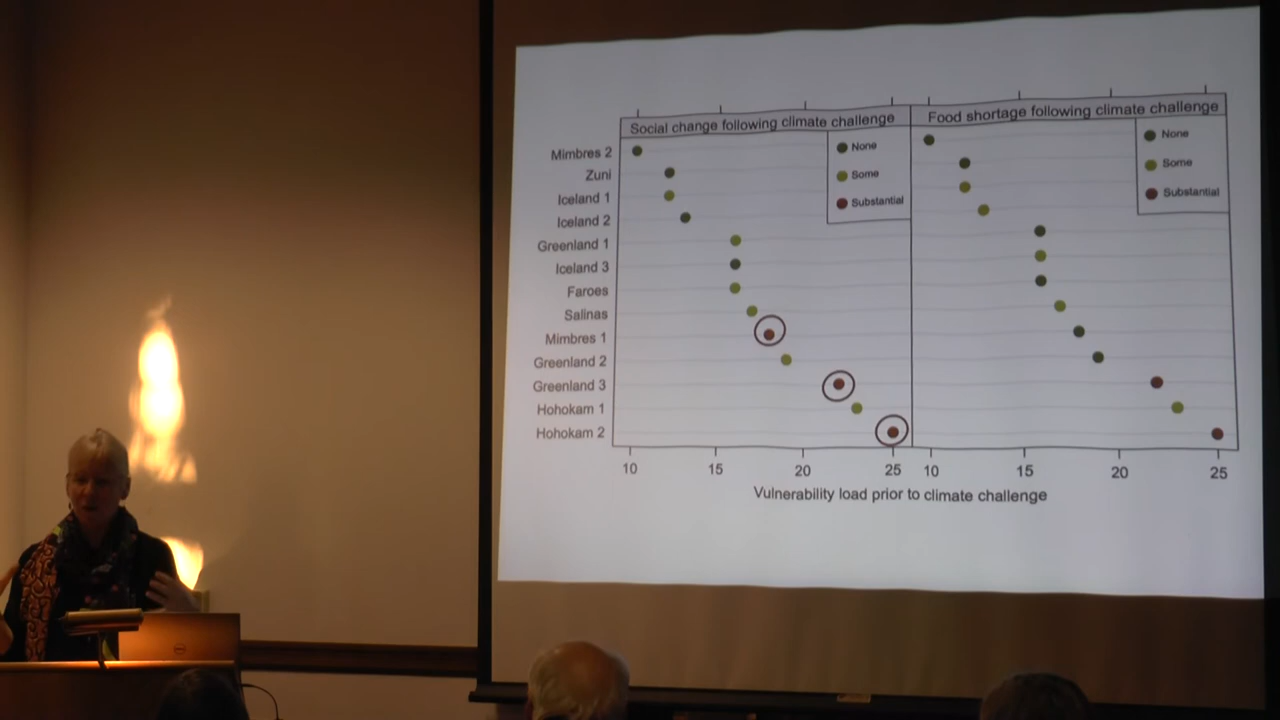 Social change following climate challenge
Food shortage following climate challenge
None
Some
Substantial
None
Some
Substantial
Mimbres 2
Zuni
Iceland 1
Iceland 2
Greenland 1
Iceland 3
Faroes
Salinas
Mimbres 1
Greenland 2
Greenland 3
Hohokam 1
Hohokam 2
10 15 20 25 10 15 20 25
Vulnerability load prior to climate challenge